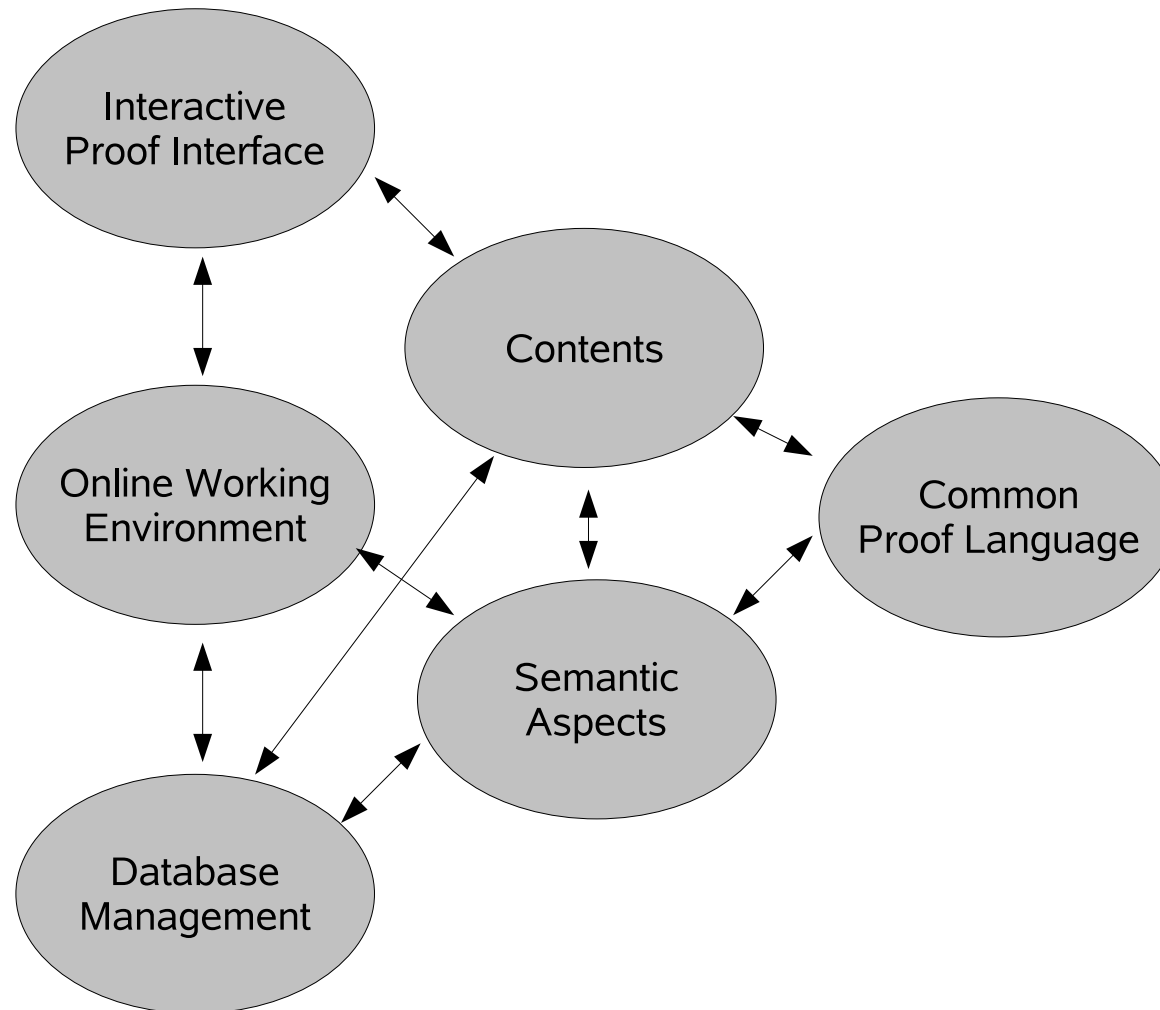 Interactive
Proof Interface
Contents
Online Working
Environment
Common
Proof Language
Semantic
Aspects
Database
Management